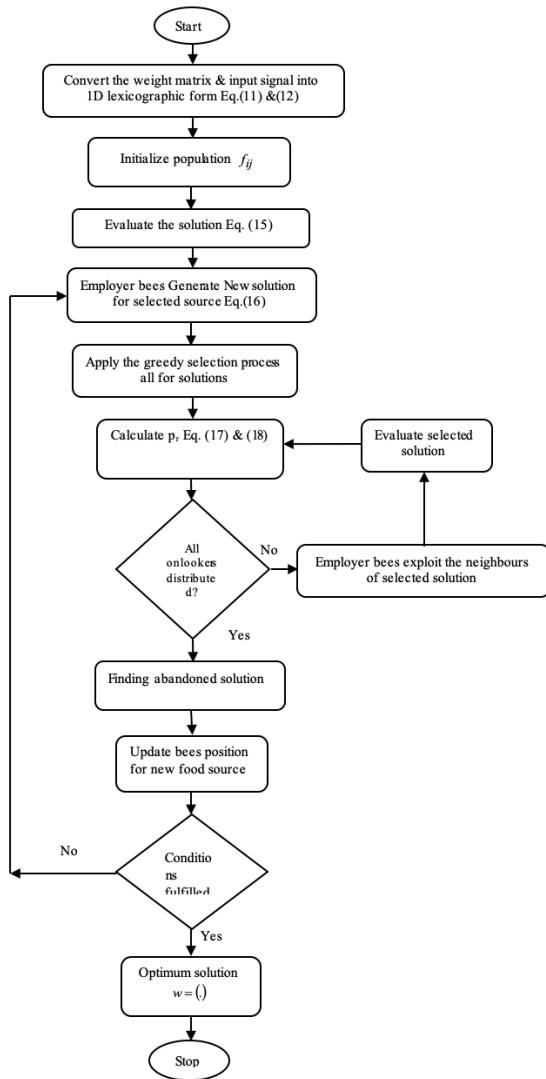 Start
Convert the weight matrix & input signal into
1D lexicographic form Eq.(11) &(12)
Initialize population f_ij
Evaluate the solution Eq. (15)
Employer bees Generate New solution
for selected source Eq.(16)
Apply the greedy selection process
all for solutions
Calculate p_r Eq. (17) & (18)
Evaluate selected
solution
All
onlookers
distribute
d?
No
Employer bees exploit the neighbours
of selected solution
Yes
Finding abandoned solution
Update bees position
for new food source
No
Conditio
ns
fulfilled
Yes
Optimum solution
w = (.)
Stop